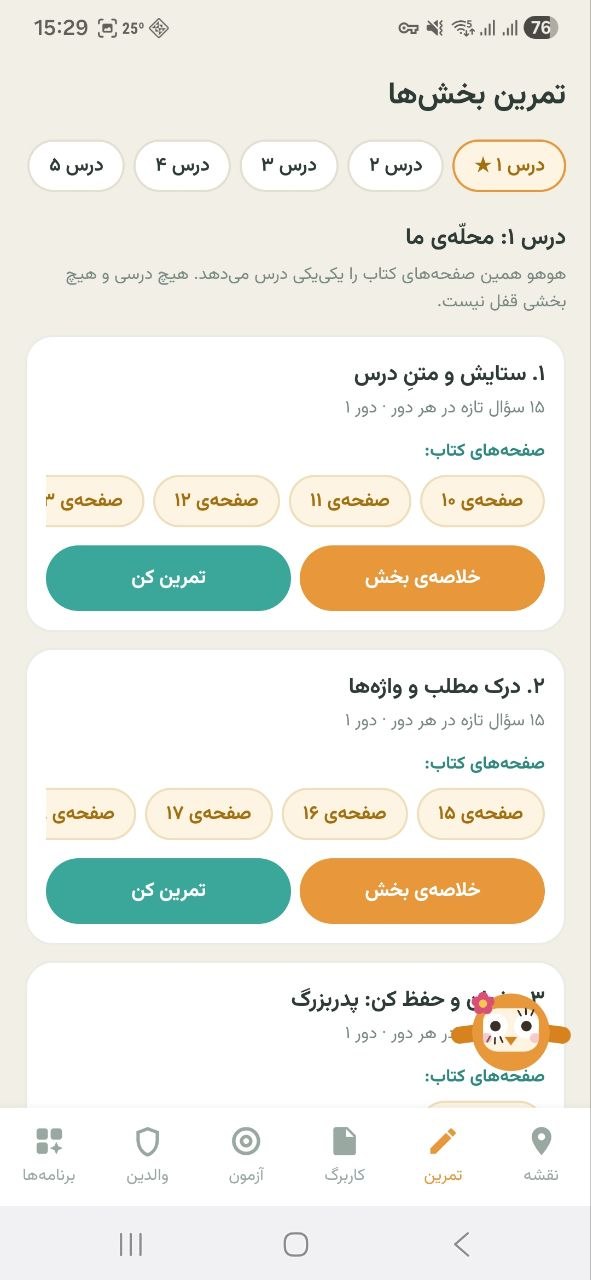 15:29 25° 5 76
تمرین بخش‌ها
درس ۱ ★ درس ۲ درس ۳ درس ۴ درس ۵
درس ۱: محلّه‌ی ما
هوهو همین صفحه‌های کتاب را یکی‌یکی درس می‌دهد. هیچ درسی و هیچ
بخشی قفل نیست.
۱. ستایش و متنِ درس
۱۵ سؤال تازه در هر دور · دور ۱
صفحه‌های کتاب:
صفحه‌ی ۱۰ صفحه‌ی ۱۱ صفحه‌ی ۱۲ صفحه‌ی
خلاصه‌ی بخش تمرین کن
۲. درک مطلب و واژه‌ها
۱۵ سؤال تازه در هر دور · دور ۱
صفحه‌های کتاب:
صفحه‌ی ۱۵ صفحه‌ی ۱۶ صفحه‌ی ۱۷ صفحه‌ی
خلاصه‌ی بخش تمرین کن
۳. و حفظ کن: پدربزرگ
در هر دور · دور ۱
صفحه‌های کتاب:
نقشه تمرین کاربرگ آزمون والدین برنامه‌ها